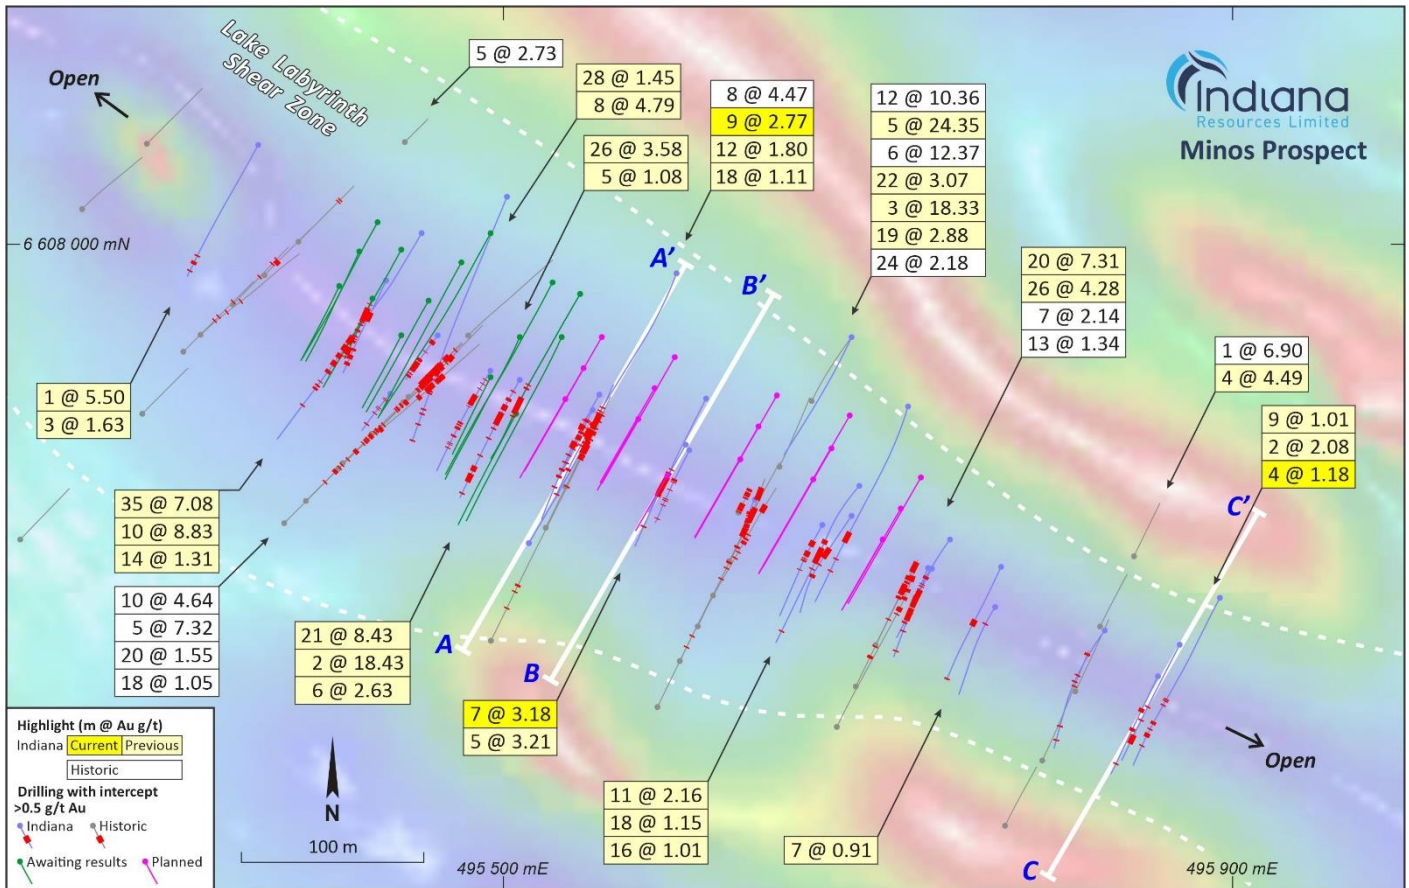 Lake Labyrinth
Shear Zone
Open
5 @ 2.73
28 @ 1.45
8 @ 4.79
26 @ 3.58
5 @ 1.08
8 @ 4.47
9 @ 2.77
12 @ 1.80
18 @ 1.11
12 @ 10.36
5 @ 24.35
6 @ 12.37
22 @ 3.07
3 @ 18.33
19 @ 2.88
24 @ 2.18
Indiana
Resources Limited
Minos Prospect
6 608 000 mN
A'
B'
20 @ 7.31
26 @ 4.28
7 @ 2.14
13 @ 1.34
1 @ 6.90
4 @ 4.49
9 @ 1.01
2 @ 2.08
4 @ 1.18
C'
1 @ 5.50
3 @ 1.63
35 @ 7.08
10 @ 8.83
14 @ 1.31
10 @ 4.64
5 @ 7.32
20 @ 1.55
18 @ 1.05
21 @ 8.43
2 @ 18.43
6 @ 2.63
A
B
7 @ 3.18
5 @ 3.21
11 @ 2.16
18 @ 1.15
16 @ 1.01
7 @ 0.91
C
Open
Highlight (m @ Au g/t)
Indiana Current Previous
Historic
Drilling with intercept
>0.5 g/t Au
Indiana Historic
Awaiting results Planned
N
100 m
495 500 mE
495 900 mE